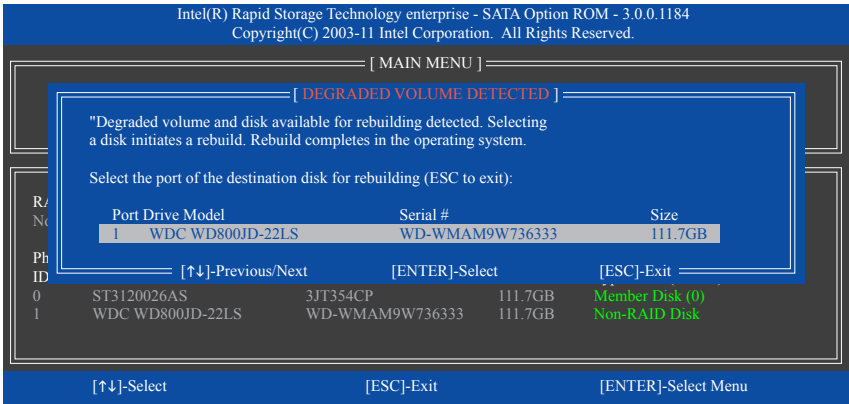 Intel(R) Rapid Storage Technology enterprise - SATA Option ROM - 3.0.0.1184
Copyright(C) 2003-11 Intel Corporation. All Rights Reserved.
[ MAIN MENU ]
[ DEGRADED VOLUME DETECTED ]
"Degraded volume and disk available for rebuilding detected. Selecting
a disk initiates a rebuild. Rebuild completes in the operating system.
Select the port of the destination disk for rebuilding (ESC to exit):
Port Drive Model Serial # Size
1 WDC WD800JD-22LS WD-WMAM9W736333 111.7GB
[↑↓]-Previous/Next [ENTER]-Select [ESC]-Exit
RA
No
Ph
ID
0 ST3120026AS 3JT354CP 111.7GB Member Disk (0)
1 WDC WD800JD-22LS WD-WMAM9W736333 111.7GB Non-RAID Disk
[↑↓]-Select [ESC]-Exit [ENTER]-Select Menu